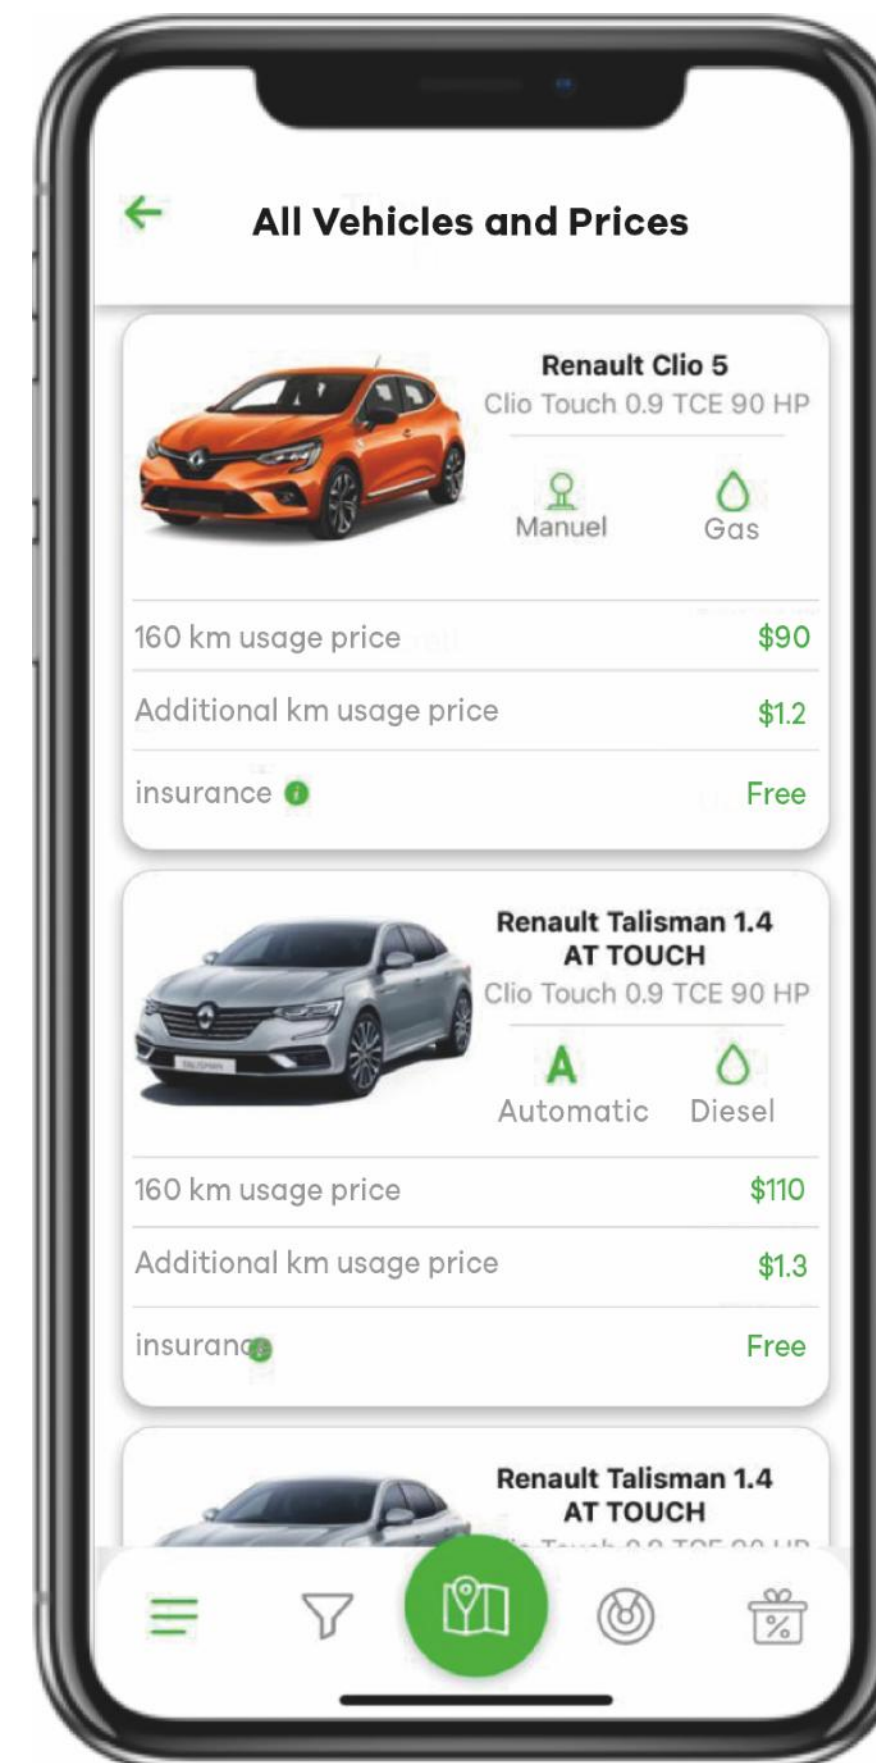 All Vehicles and Prices
Renault Clio 5
Clio Touch 0.9 TCE 90 HP
Manuel
Gas
160 km usage price
$90
Additional km usage price
$1.2
insurance
Free
Renault Talisman 1.4
AT TOUCH
Clio Touch 0.9 TCE 90 HP
A
Automatic
Diesel
160 km usage price
$110
Additional km usage price
$1.3
insurance
Free
Renault Talisman 1.4
AT TOUCH